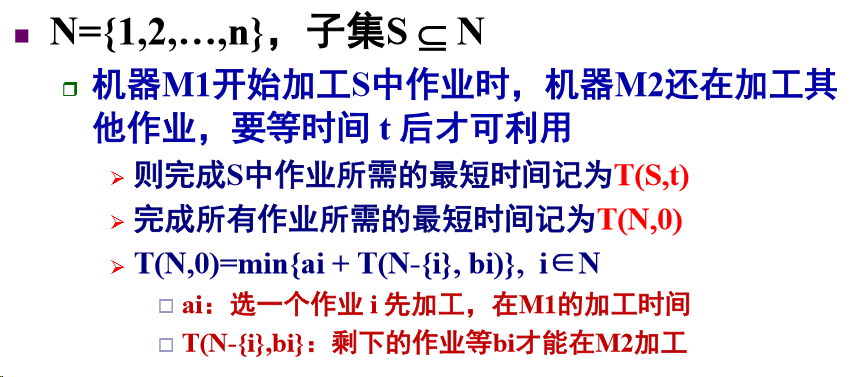 N={1,2,…,n}，子集S ⊆ N
机器M1开始加工S中作业时，机器M2还在加工其
他作业，要等时间 t 后才可利用
则完成S中作业所需的最短时间记为T(S,t)
完成所有作业所需的最短时间记为T(N,0)
T(N,0)=min{ai + T(N-{i}, bi)}, i∈N
ai：选一个作业 i 先加工，在M1的加工时间
T(N-{i},bi}：剩下的作业等bi才能在M2加工